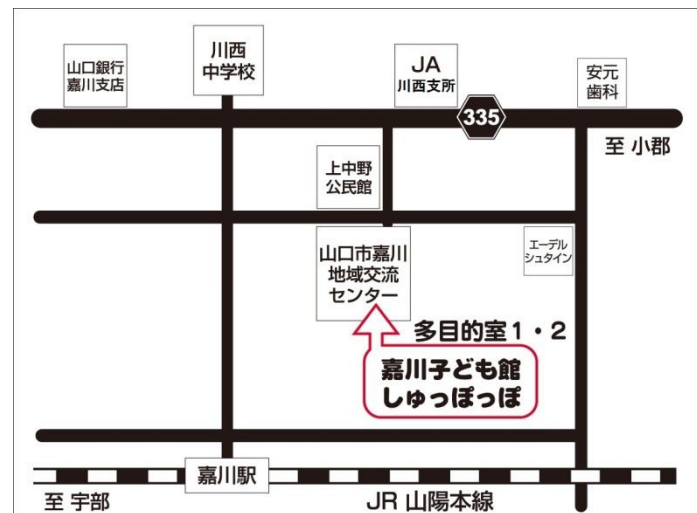 山口銀行
嘉川支店
川西
中学校
JA
川西支所
安元
歯科
335
至 小郡
上中野
公民館
山口市嘉川
地域交流
センター
エーデル
シュタイン
多目的室1・2
嘉川子ども館
しゅっぽっぽ
嘉川駅
至 宇部
JR 山陽本線